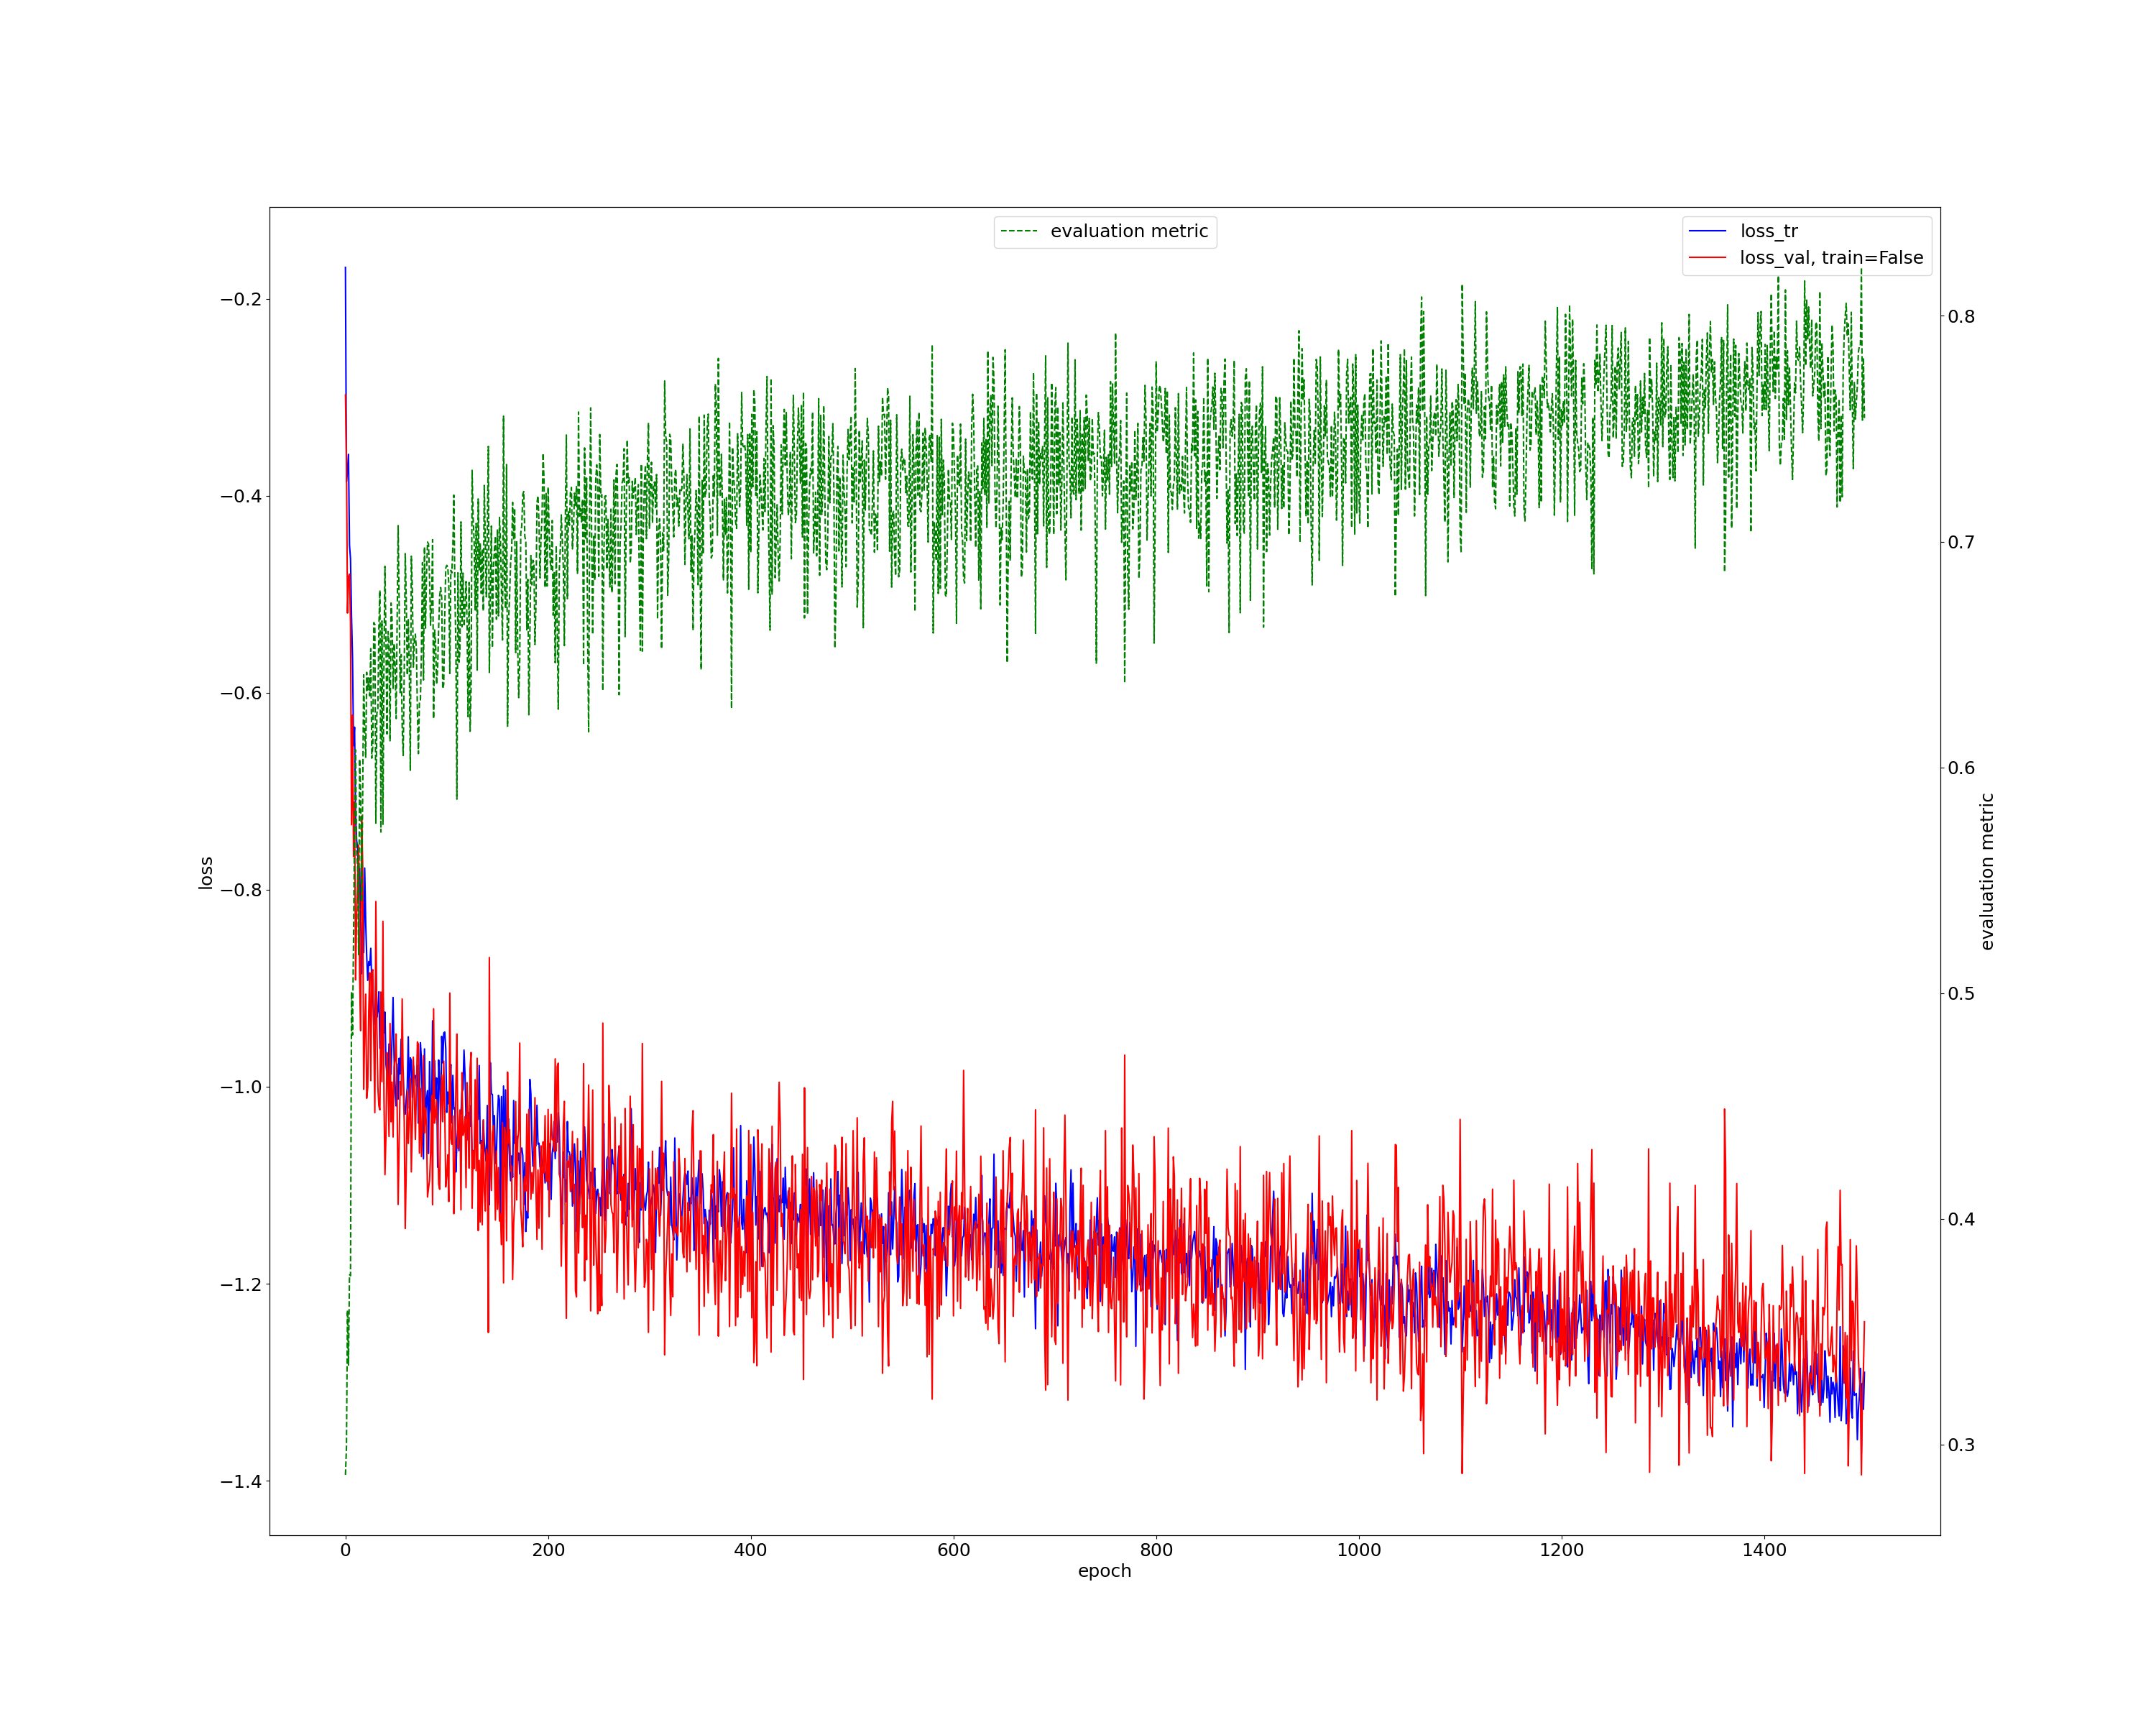 evaluation metric
loss_tr
loss_val, train=False
−0.2
−0.4
−0.6
−0.8
−1.0
−1.2
−1.4
loss
0.8
0.7
0.6
0.5
0.4
0.3
evaluation metric
0 200 400 600 800 1000 1200 1400
epoch